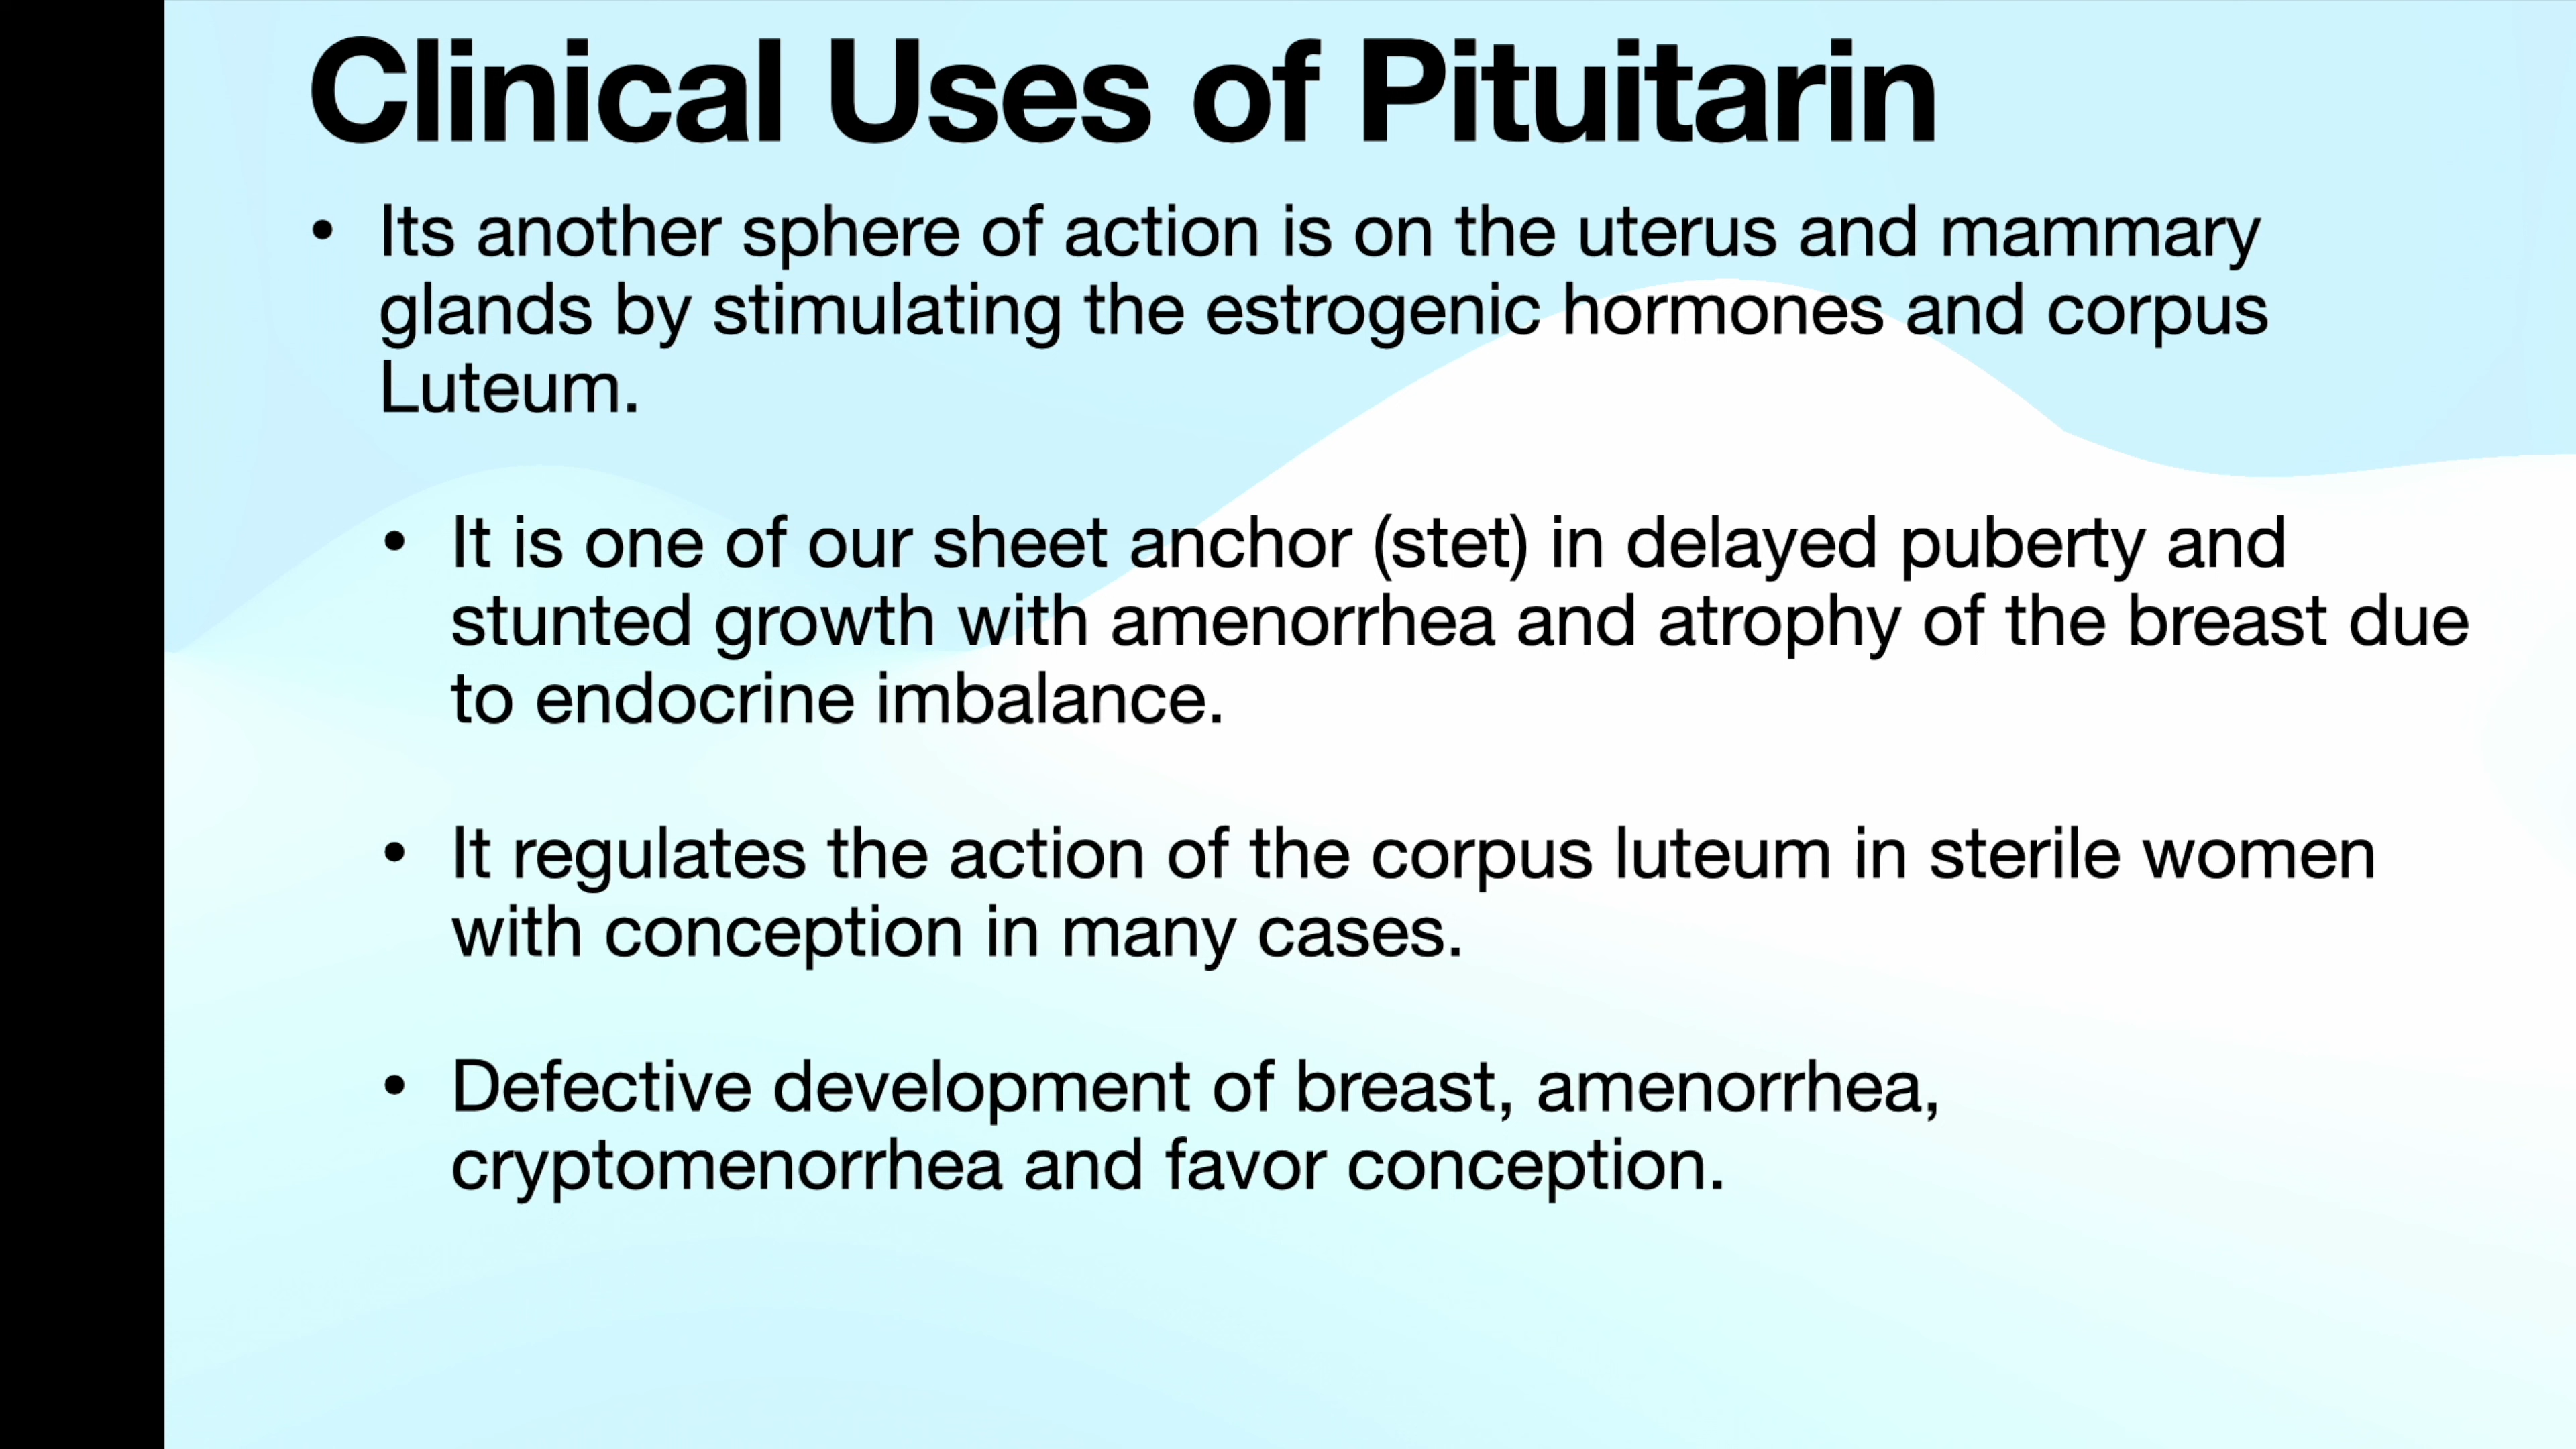 Clinical Uses of Pituitarin
• Its another sphere of action is on the uterus and mammary
glands by stimulating the estrogenic hormones and corpus
Luteum.
• It is one of our sheet anchor (stet) in delayed puberty and
stunted growth with amenorrhea and atrophy of the breast due
to endocrine imbalance.
• It regulates the action of the corpus luteum in sterile women
with conception in many cases.
• Defective development of breast, amenorrhea,
cryptomenorrhea and favor conception.